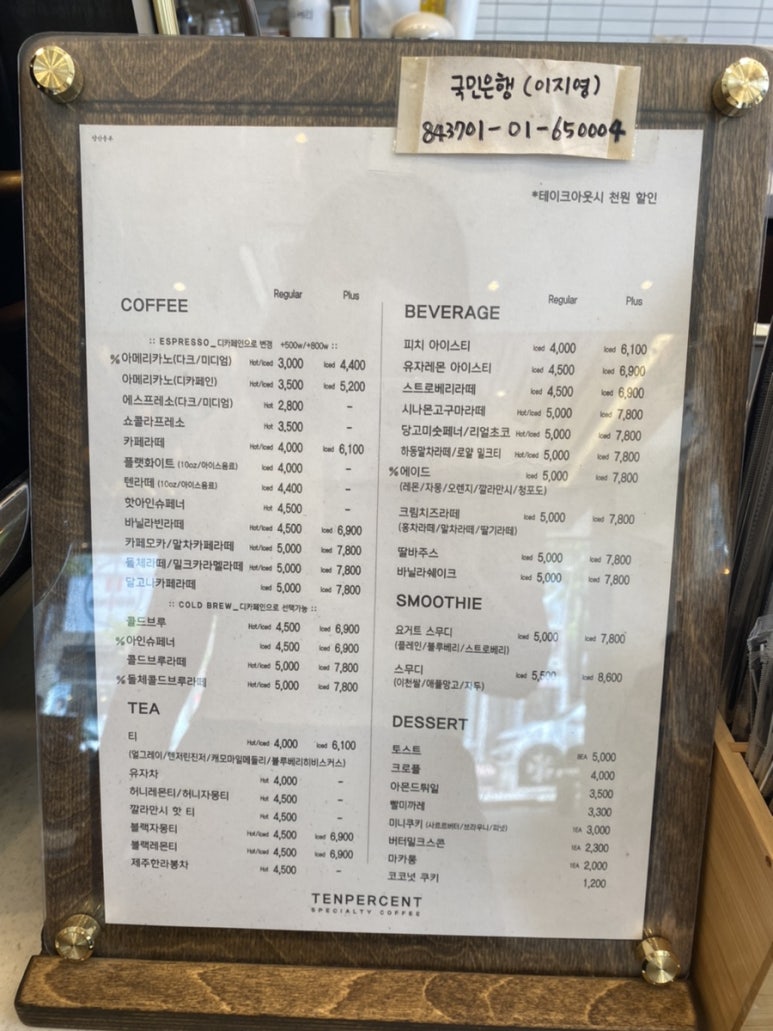 국민은행 (이지영)
843701-01-650004
*테이크아웃시 천원 할인
COFFEE Regular Plus
:: ESPRESSO_디카페인으로 변경 +500w/+800w ::
% 아메리카노(다크/미디엄) Hot/Iced 3,000 Iced 4,400
아메리카노(디카페인) Hot/Iced 3,500 Iced 5,200
에스프레소(다크/미디엄) Hot 2,800 -
쇼콜라프레소 Hot 3,500 -
카페라떼 Hot/Iced 4,000 Iced 6,100
플랫화이트 (10oz/아이스음료) Iced 4,000 -
텐라떼 (10oz/아이스음료) Iced 4,400 -
핫아인슈페너 Hot 4,500 -
바닐라빈라떼 Hot/Iced 4,500 Iced 6,900
카페모카/말차카페라떼 Hot/Iced 5,000 Iced 7,800
돌체라떼/밀크카라멜라떼 Hot/Iced 5,000 Iced 7,800
달고나카페라떼 Iced 5,000 Iced 7,800
:: COLD BREW_디카페인으로 선택가능 ::
콜드브루 Hot/Iced 4,500 Iced 6,900
% 아인슈페너 Iced 4,500 Iced 6,900
콜드브루라떼 Hot/Iced 5,000 Iced 7,800
% 돌체콜드브루라떼 Hot/Iced 5,000 Iced 7,800
TEA
티 Hot/Iced 4,000 Iced 6,100
(얼그레이/텐저린진저/캐모마일메들리/블루베리히비스커스)
유자차 Hot 4,000 -
허니레몬티/허니자몽티 Hot 4,500 -
깔라만시 핫 티 Hot 4,500 -
블랙자몽티 Hot/Iced 4,500 Iced 6,900
블랙레몬티 Hot/Iced 4,500 Iced 6,900
제주한라봉차 Hot 4,500 -
BEVERAGE Regular Plus
피치 아이스티 Iced 4,000 Iced 6,100
유자레몬 아이스티 Iced 4,500 Iced 6,900
스트로베리라떼 Iced 4,500 Iced 6,900
시나몬고구마라떼 Hot/Iced 5,000 Iced 7,800
당고미숫페너/리얼초코 Hot/Iced 5,000 Iced 7,800
하동말차라떼/로얄 밀크티 Hot/Iced 5,000 Iced 7,800
% 에이드 Iced 5,000 Iced 7,800
(레몬/자몽/오렌지/깔라만시/청포도)
크림치즈라떼 Iced 5,000 Iced 7,800
(홍차라떼/말차라떼/딸기라떼)
딸바주스 Iced 5,000 Iced 7,800
바닐라쉐이크 Iced 5,000 Iced 7,800
SMOOTHIE
요거트 스무디 Iced 5,000 Iced 7,800
(플레인/블루베리/스트로베리)
스무디 Iced 5,500 Iced 8,600
(이천쌀/애플망고/자두)
DESSERT
토스트 5,000
크로플 4,000
아몬드튀일 3,500
빨미까레 3,300
미니쿠키 1EA 3,000
버터밀크스콘 1EA 2,300
마카롱 1EA 2,000
코코넛 쿠키 1,200
TENPERCENT
SPECIALTY COFFEE